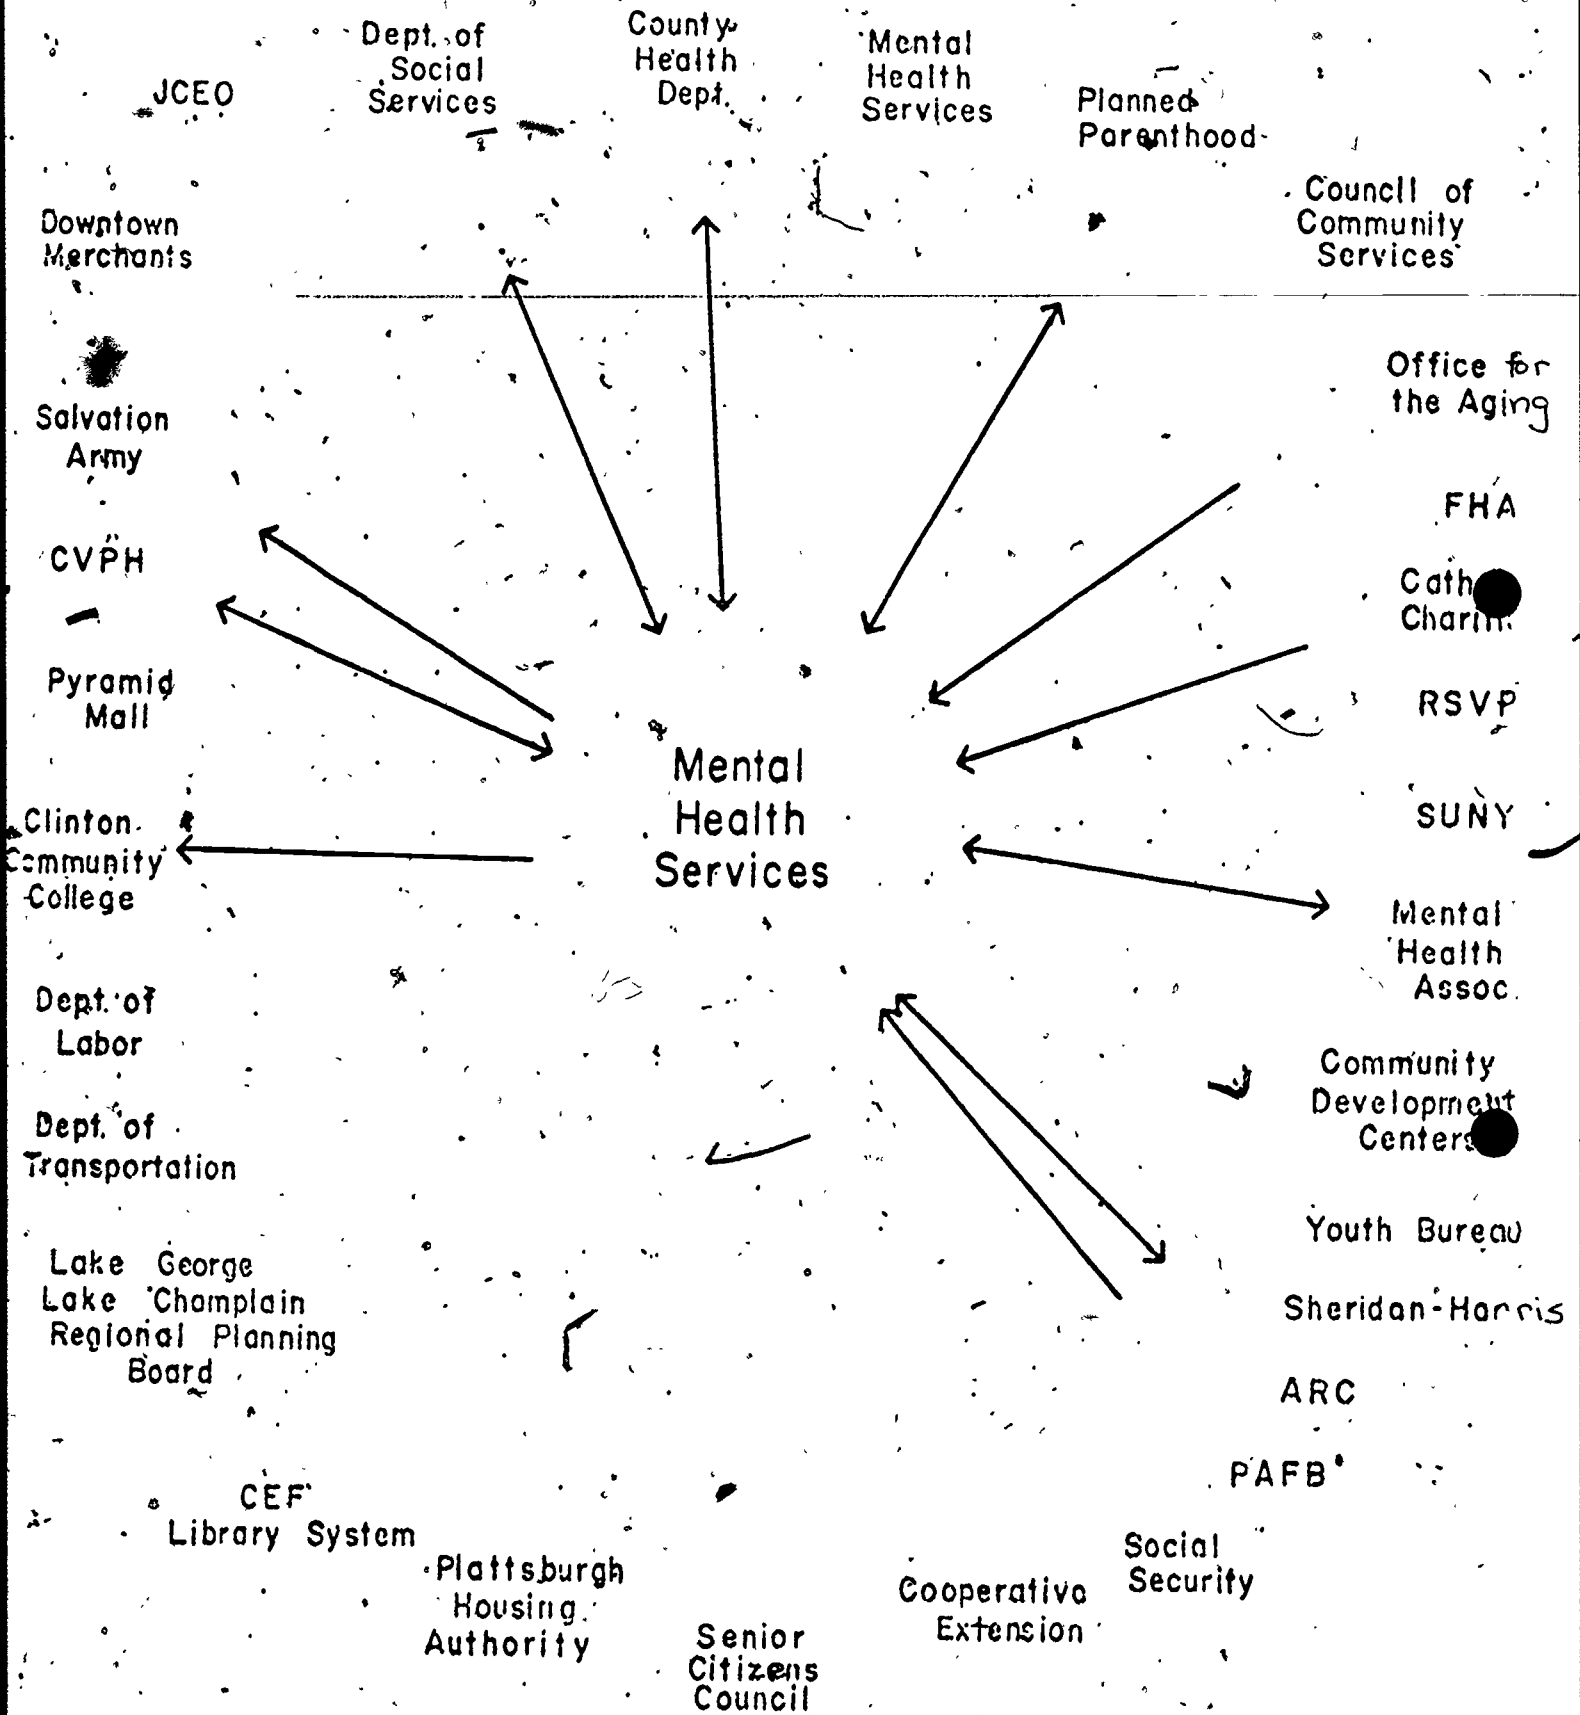 JCEO
Dept. of
Social
Services
County
Health
Dept.
Mental
Health
Services
Planned
Parenthood
Council of
Community
Services
Downtown
Merchants
Office for
the Aging
Salvation
Army
FHA
CVPH
Pyramid
Mall
RSVP
Mental
Health
Services
SUNY
Clinton
Community
College
Mental
Health
Assoc.
Dept. of
Labor
Community
Development
Centers
Dept. of
Transportation
Youth Bureau
Lake George
Lake Champlain
Regional Planning
Board
Sheridan-Harris
ARC
PAFB
CEF
Library System
Plattsburgh
Housing
Authority
Senior
Citizens
Council
Cooperative
Extension
Social
Security